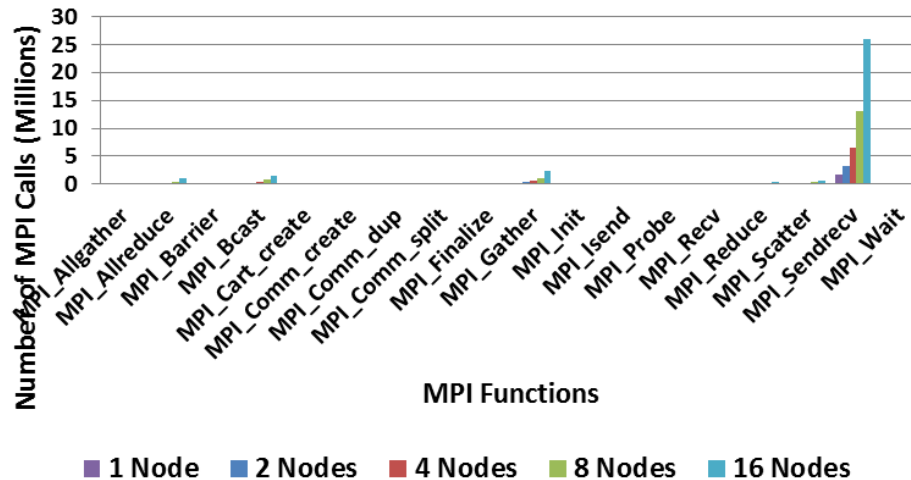 Number of MPI Calls (Millions)
30
25
20
15
10
5
0
MPI_Allgather
MPI_Allreduce
MPI_Barrier
MPI_Bcast
MPI_Cart_create
MPI_Comm_create
MPI_Comm_dup
MPI_Comm_split
MPI_Finalize
MPI_Gather
MPI_Init
MPI_Isend
MPI_Probe
MPI_Recv
MPI_Reduce
MPI_Scatter
MPI_Sendrecv
MPI_Wait
MPI Functions
1 Node 2 Nodes 4 Nodes 8 Nodes 16 Nodes